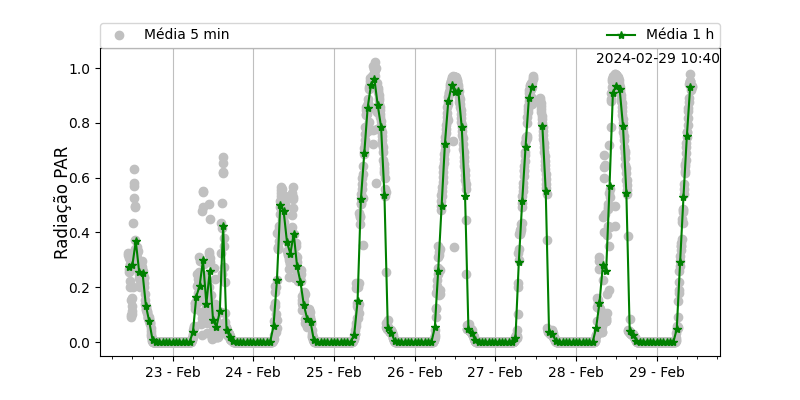 Média 5 min
Média 1 h
2024-02-29 10:40
1.0
0.8
0.6
0.4
0.2
0.0
Radiação PAR
23 - Feb
24 - Feb
25 - Feb
26 - Feb
27 - Feb
28 - Feb
29 - Feb